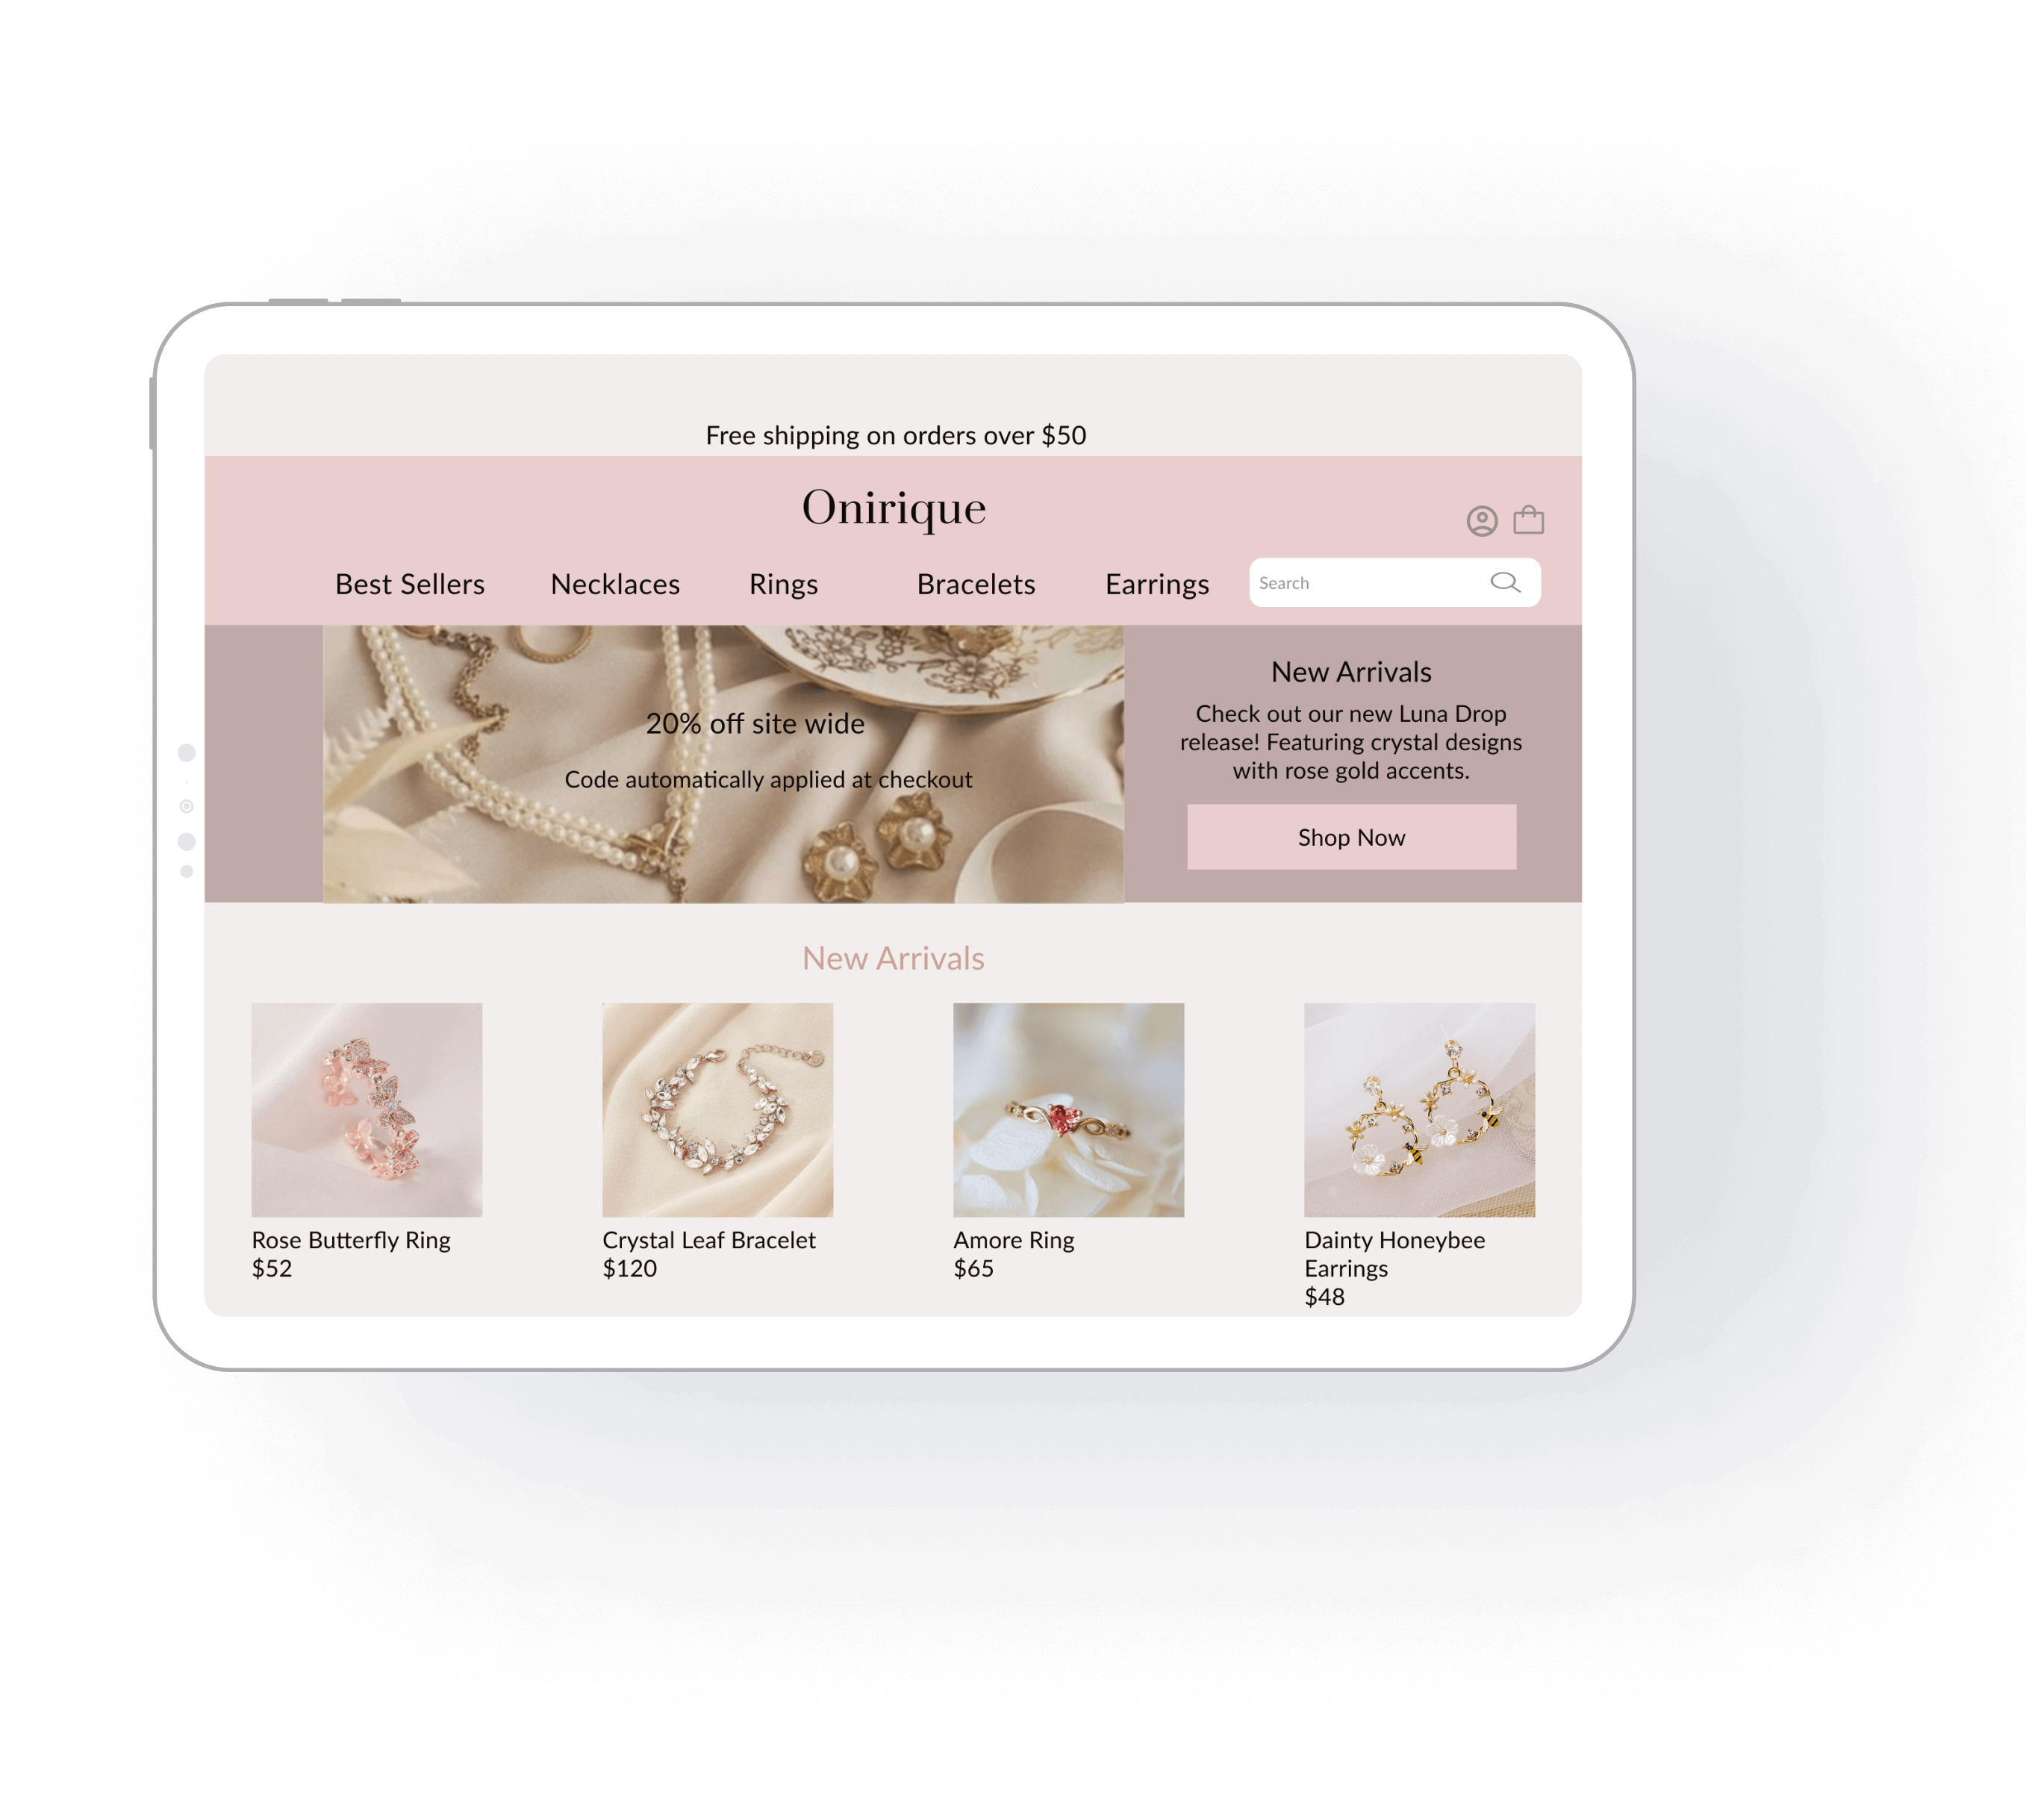 Free shipping on orders over $50
Onirique
Best Sellers Necklaces Rings Bracelets Earrings Search
20% off site wide
Code automatically applied at checkout
New Arrivals
Check out our new Luna Drop
release! Featuring crystal designs
with rose gold accents.
Shop Now
New Arrivals
Rose Butterfly Ring
$52
Crystal Leaf Bracelet
$120
Amore Ring
$65
Dainty Honeybee
Earrings
$48